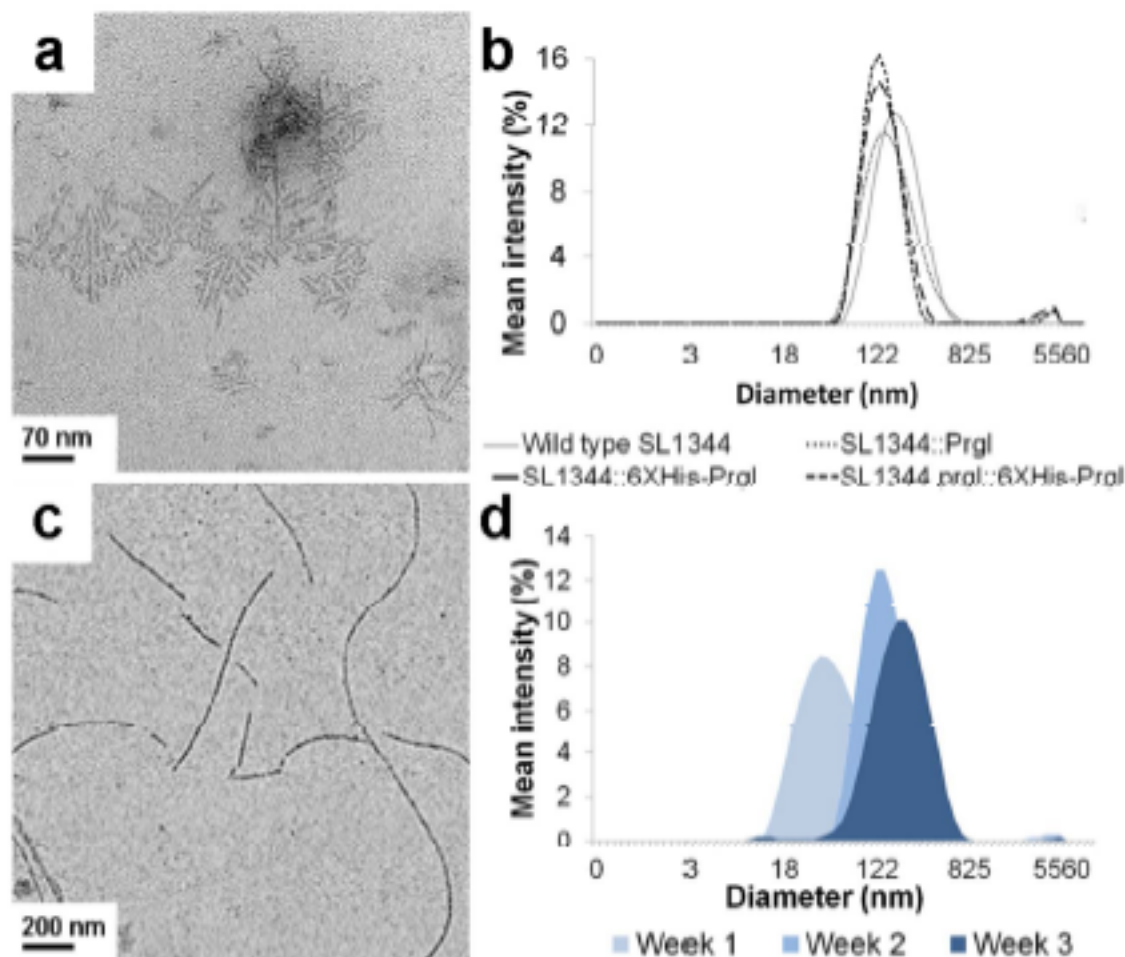 a
70 nm
b
Mean irtensity (%)
16
12
8
4
0
0 3 18 122 825 5560
Diameter (nm)
Wild type SL1344 SL1344::PrgI
SL1344::6XHis-PrgI SL1344 prgI::6XHis-PrgI
c
200 nm
d
Mean intensity (%)
14
12
10
8
6
4
2
0
0 3 18 122 825 5560
Diameter (nm)
Week 1 Week 2 Week 3